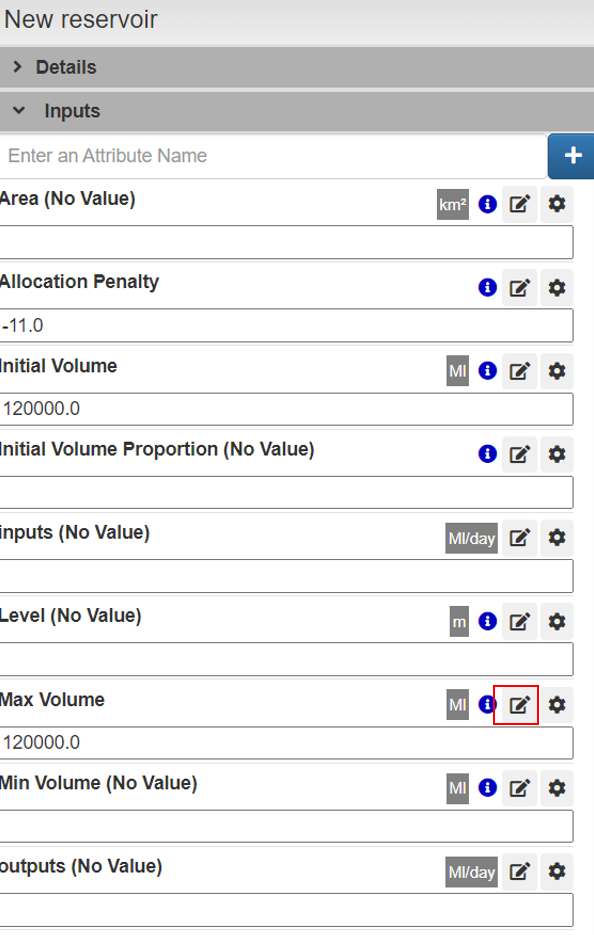 New reservoir
Details
Inputs
Enter an Attribute Name
Area (No Value) km²
Allocation Penalty
-11.0
Initial Volume Ml
120000.0
Initial Volume Proportion (No Value)
inputs (No Value) Ml/day
Level (No Value) m
Max Volume Ml
120000.0
Min Volume (No Value) Ml
outputs (No Value) Ml/day